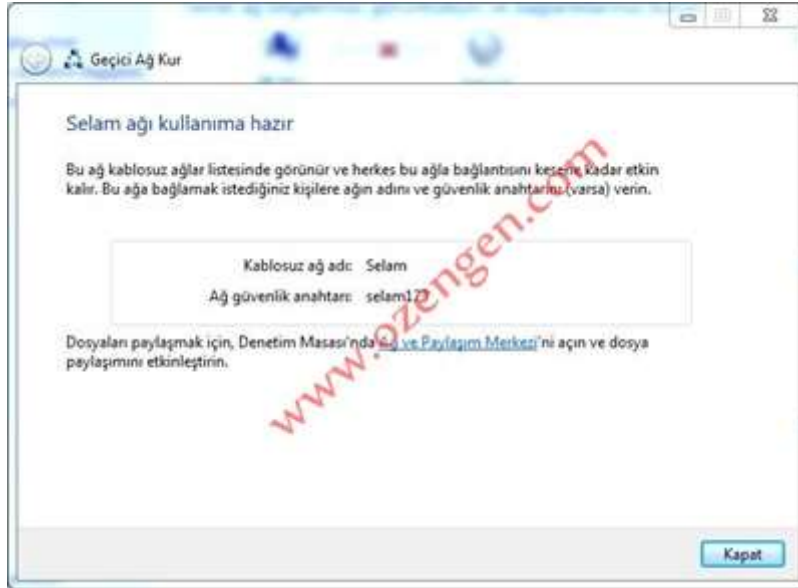 Geçici Ağ Kur
Selam ağı kullanıma hazır
Bu ağ kablosuz ağlar listesinde görünür ve herkes bu ağla bağlantısını kesene kadar etkin
kalır. Bu ağa bağlamak istediğiniz kişilere ağın adını ve güvenlik anahtarını (varsa) verin.
Kablosuz ağ adı: Selam
Ağ güvenlik anahtarı: selam123
Dosyaları paylaşmak için, Denetim Masası'nda Ağ ve Paylaşım Merkezi'ni açın ve dosya
paylaşımını etkinleştirin.
www.ozengen.com
Kapat